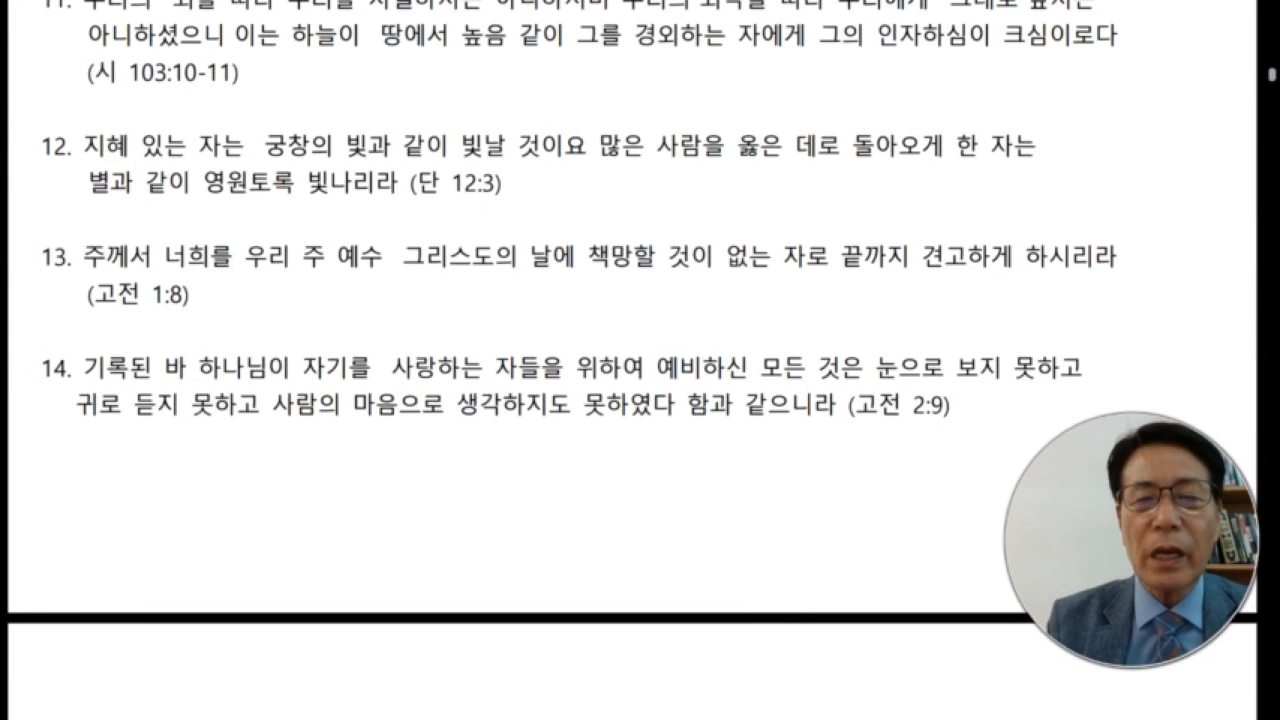 아니하셨으니 이는 하늘이 땅에서 높음 같이 그를 경외하는 자에게 그의 인자하심이 크심이로다
(시 103:10-11)
12. 지혜 있는 자는 궁창의 빛과 같이 빛날 것이요 많은 사람을 옳은 데로 돌아오게 한 자는
별과 같이 영원토록 빛나리라 (단 12:3)
13. 주께서 너희를 우리 주 예수 그리스도의 날에 책망할 것이 없는 자로 끝까지 견고하게 하시리라
(고전 1:8)
14. 기록된 바 하나님이 자기를 사랑하는 자들을 위하여 예비하신 모든 것은 눈으로 보지 못하고
귀로 듣지 못하고 사람의 마음으로 생각하지도 못하였다 함과 같으니라 (고전 2:9)